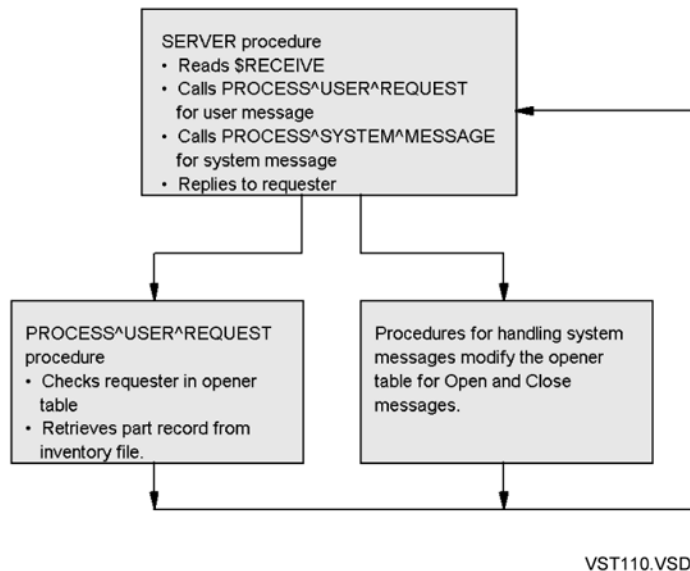 SERVER procedure
• Reads $RECEIVE
• Calls PROCESS^USER^REQUEST
for user message
• Calls PROCESS^SYSTEM^MESSAGE
for system message
• Replies to requester
PROCESS^USER^REQUEST
procedure
• Checks requester in opener
table
• Retrieves part record from
inventory file.
Procedures for handling system
messages modify the opener
table for Open and Close
messages.
VST110.VSD